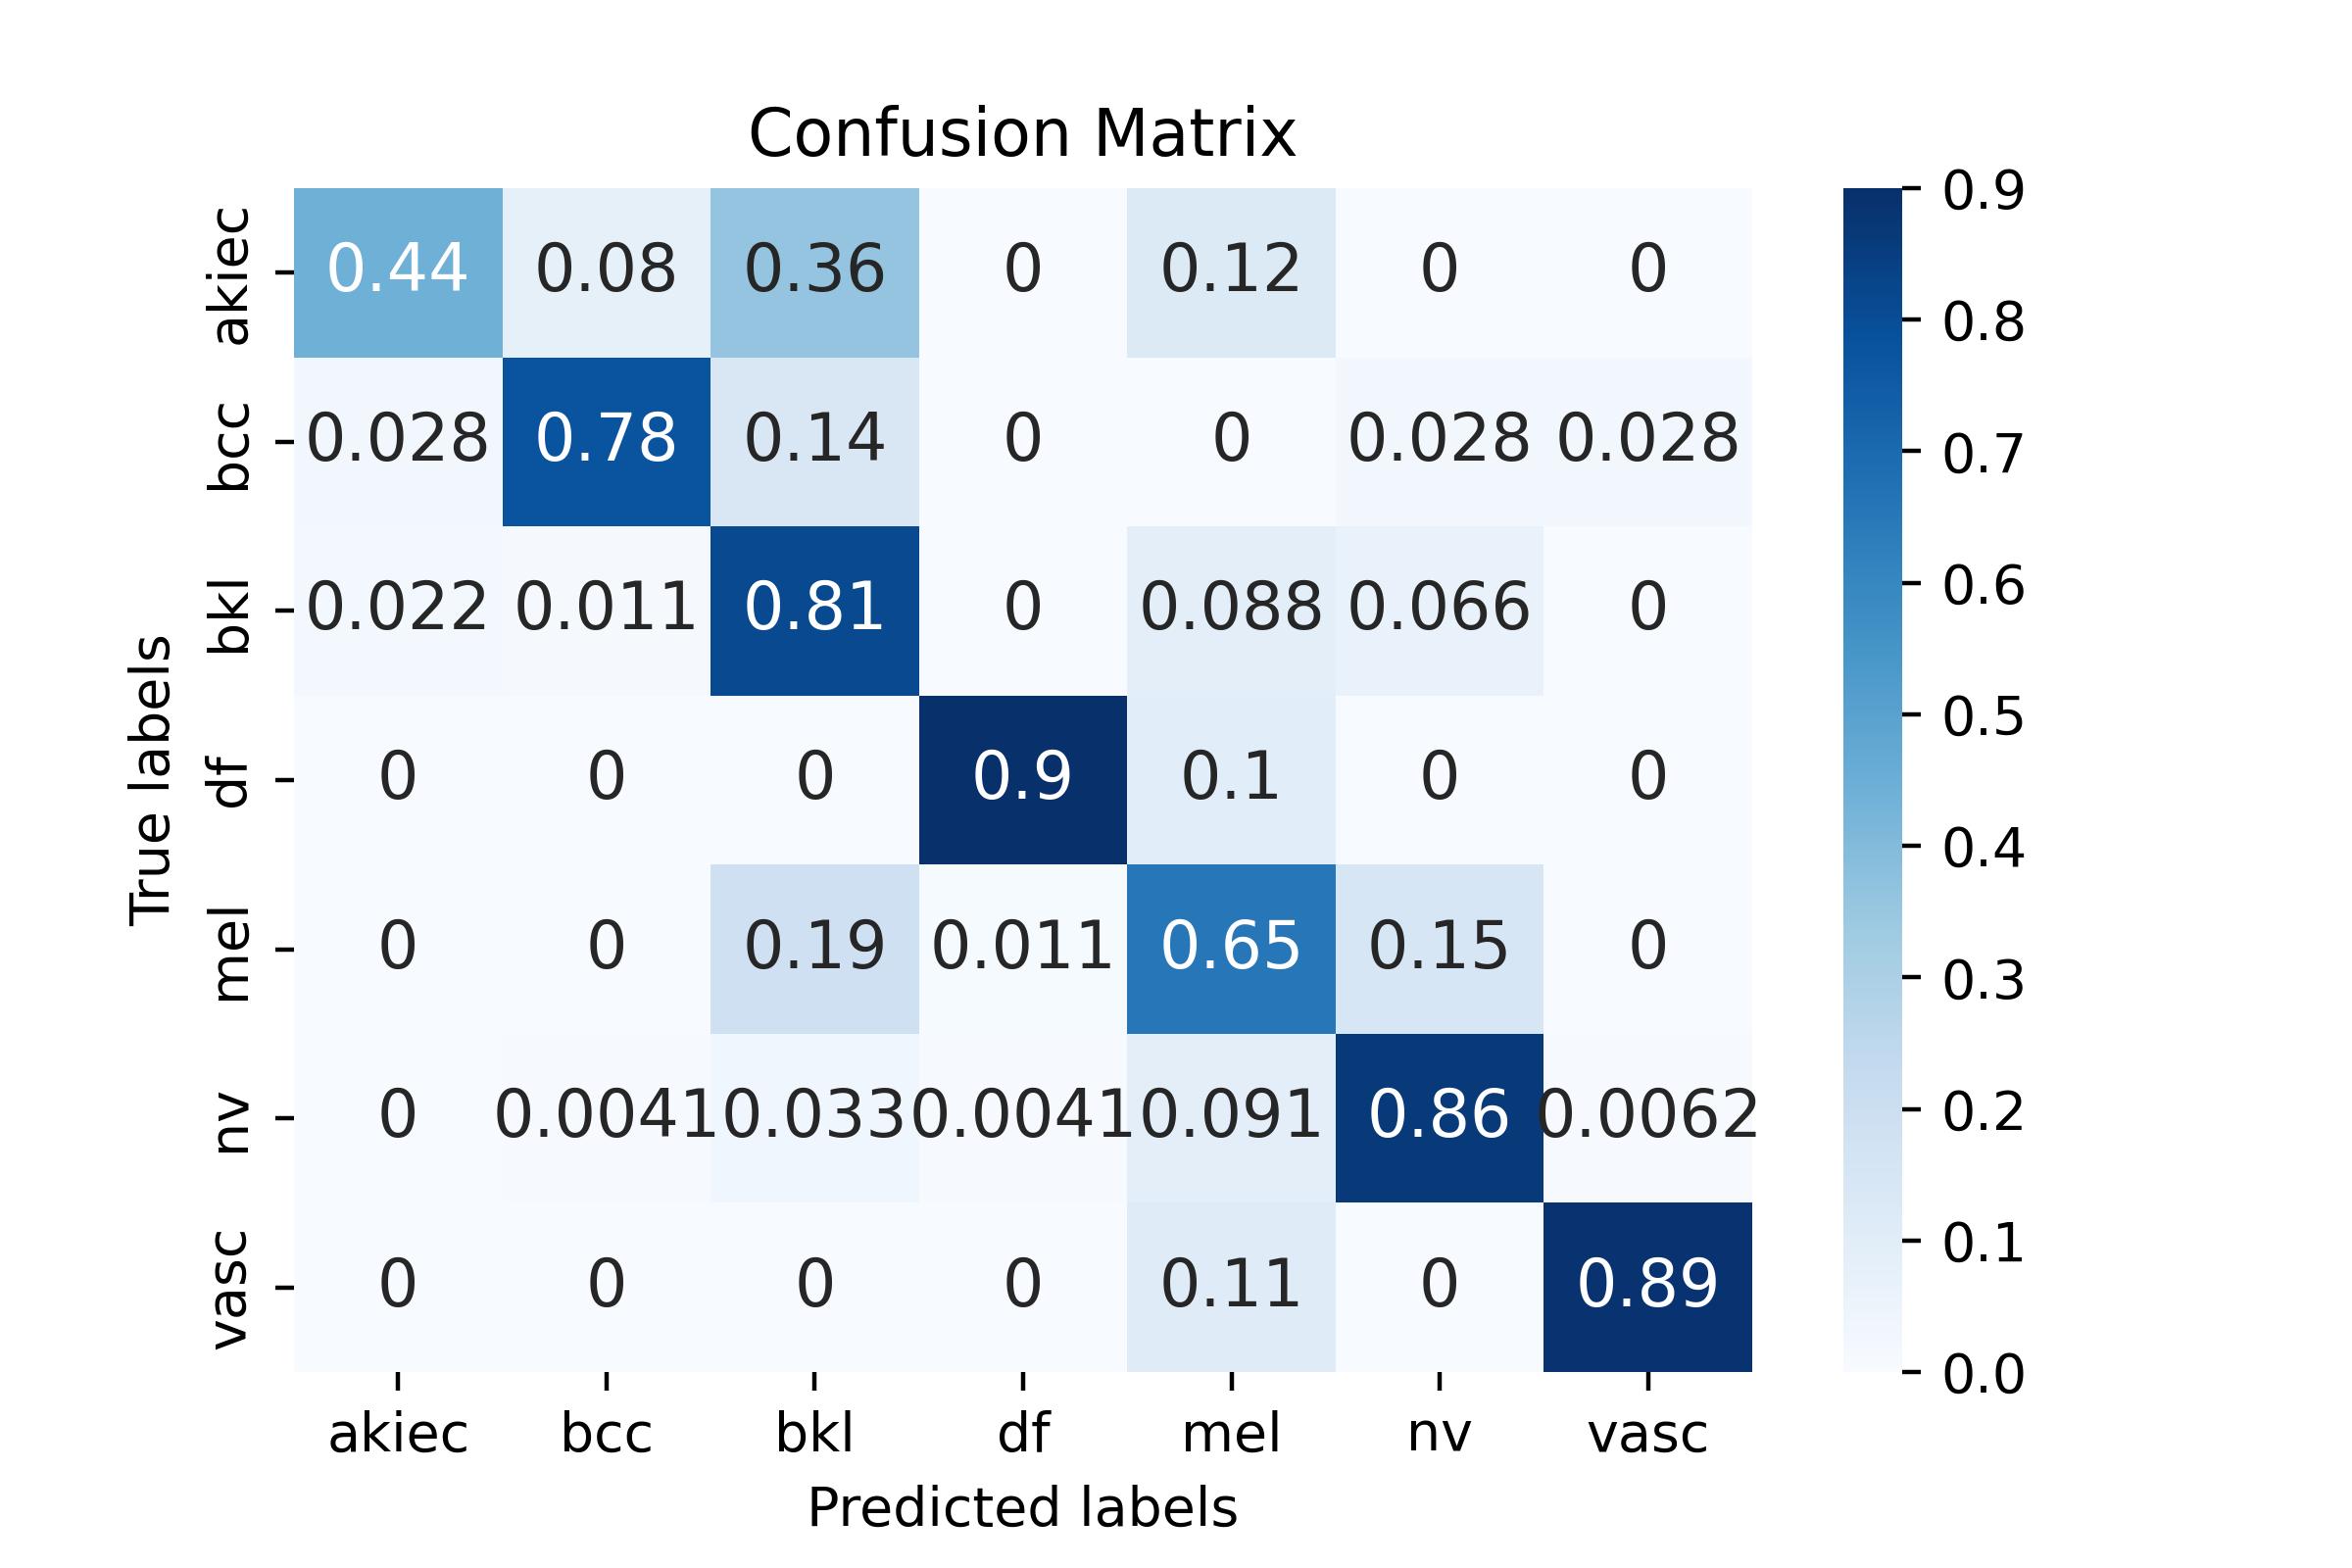 Confusion Matrix
akiec 0.44 0.08 0.36 0 0.12 0 0
bcc 0.028 0.78 0.14 0 0 0.028 0.028
bkl 0.022 0.011 0.81 0 0.088 0.066 0
df 0 0 0 0.9 0.1 0 0
mel 0 0 0.19 0.011 0.65 0.15 0
nv 0 0.0041 0.033 0.0041 0.091 0.86 0.0062
vasc 0 0 0 0 0.11 0 0.89
True labels
akiec bcc bkl df mel nv vasc
Predicted labels
0.9
0.8
0.7
0.6
0.5
0.4
0.3
0.2
0.1
0.0